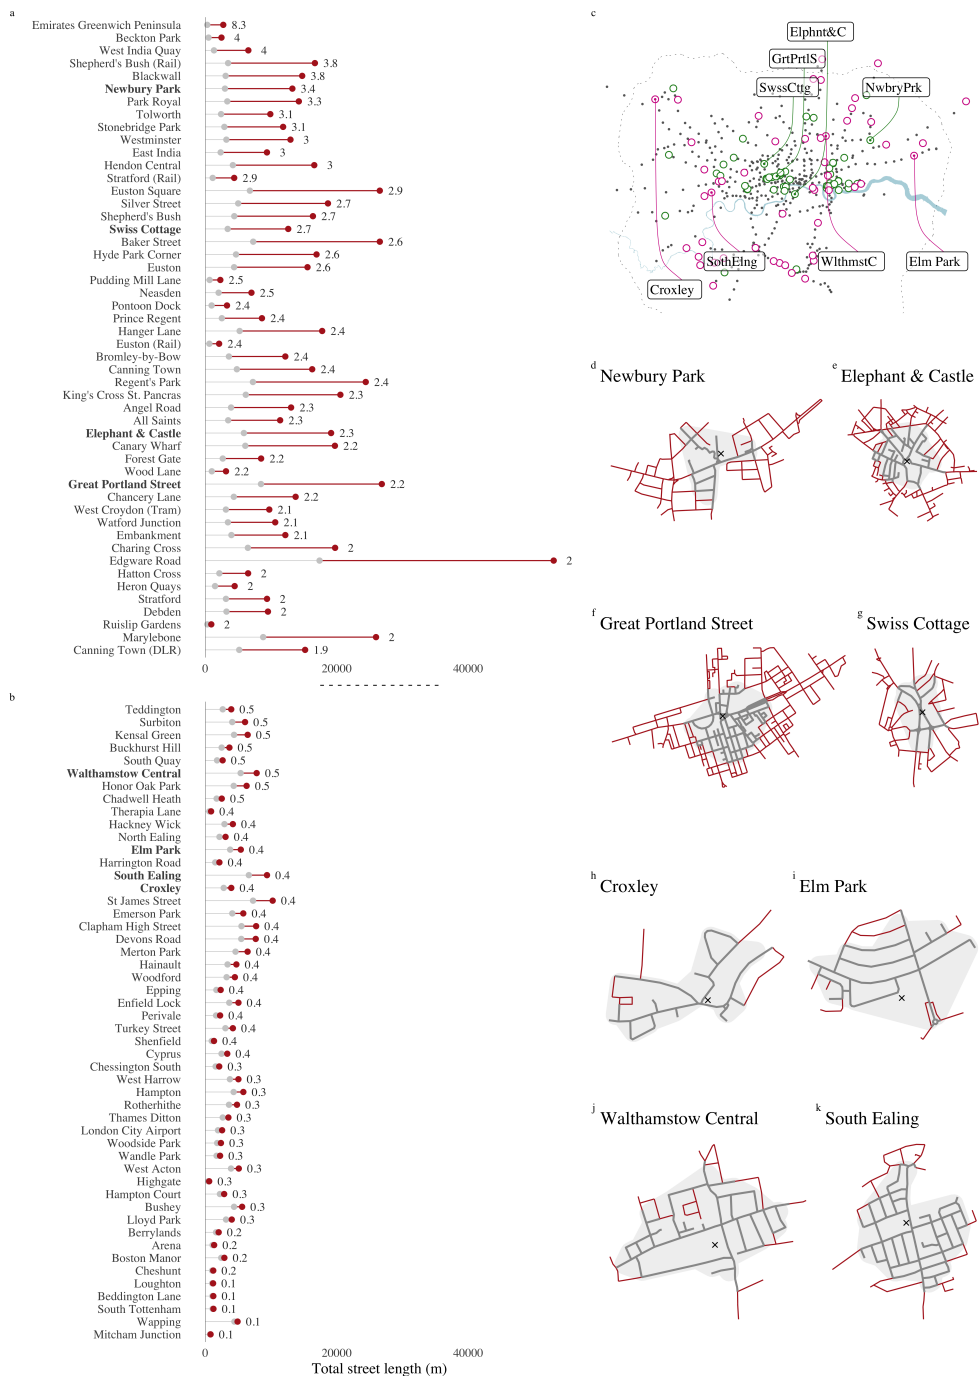 a
Emirates Greenwich Peninsula 8.3
Beckton Park 4
West India Quay 4
Shepherd's Bush (Rail) 3.8
Blackwall 3.8
Newbury Park 3.4
Park Royal 3.3
Tolworth 3.1
Stonebridge Park 3.1
Westminster 3
East India 3
Hendon Central 3
Stratford (Rail) 2.9
Euston Square 2.9
Silver Street 2.7
Shepherd's Bush 2.7
Swiss Cottage 2.7
Baker Street 2.6
Hyde Park Corner 2.6
Euston 2.6
Pudding Mill Lane 2.5
Neasden 2.5
Pontoon Dock 2.4
Prince Regent 2.4
Hanger Lane 2.4
Euston (Rail) 2.4
Bromley-by-Bow 2.4
Canning Town 2.4
Regent's Park 2.4
King's Cross St. Pancras 2.3
Angel Road 2.3
All Saints 2.3
Elephant & Castle 2.3
Canary Wharf 2.2
Forest Gate 2.2
Wood Lane 2.2
Great Portland Street 2.2
Chancery Lane 2.2
West Croydon (Tram) 2.1
Watford Junction 2.1
Embankment 2.1
Charing Cross 2
Edgware Road 2
Hatton Cross 2
Heron Quays 2
Stratford 2
Debden 2
Ruislip Gardens 2
Marylebone 2
Canning Town (DLR) 1.9
0 20000 40000
b
Teddington 0.5
Surbiton 0.5
Kensal Green 0.5
Buckhurst Hill 0.5
South Quay 0.5
Walthamstow Central 0.5
Honor Oak Park 0.5
Chadwell Heath 0.5
Therapia Lane 0.4
Hackney Wick 0.4
North Ealing 0.4
Elm Park 0.4
Harrington Road 0.4
South Ealing 0.4
Croxley 0.4
St James Street 0.4
Emerson Park 0.4
Clapham High Street 0.4
Devons Road 0.4
Merton Park 0.4
Hainault 0.4
Woodford 0.4
Epping 0.4
Enfield Lock 0.4
Perivale 0.4
Turkey Street 0.4
Shenfield 0.4
Cyprus 0.4
Chessington South 0.3
West Harrow 0.3
Hampton 0.3
Rotherhithe 0.3
Thames Ditton 0.3
London City Airport 0.3
Woodside Park 0.3
Wandle Park 0.3
West Acton 0.3
Highgate 0.3
Hampton Court 0.3
Bushey 0.3
Lloyd Park 0.3
Berrylands 0.2
Arena 0.2
Boston Manor 0.2
Cheshunt 0.2
Loughton 0.1
Beddington Lane 0.1
South Tottenham 0.1
Wapping 0.1
Mitcham Junction 0.1
0 20000 40000
Total street length (m)
c
Elphnt&C
GrtPrtlS
SwssCttg
NwbryPrk
SothElng
WlthmstC
Elm Park
Croxley
d Newbury Park
e Elephant & Castle
f Great Portland Street
g Swiss Cottage
h Croxley
i Elm Park
j Walthamstow Central
k South Ealing